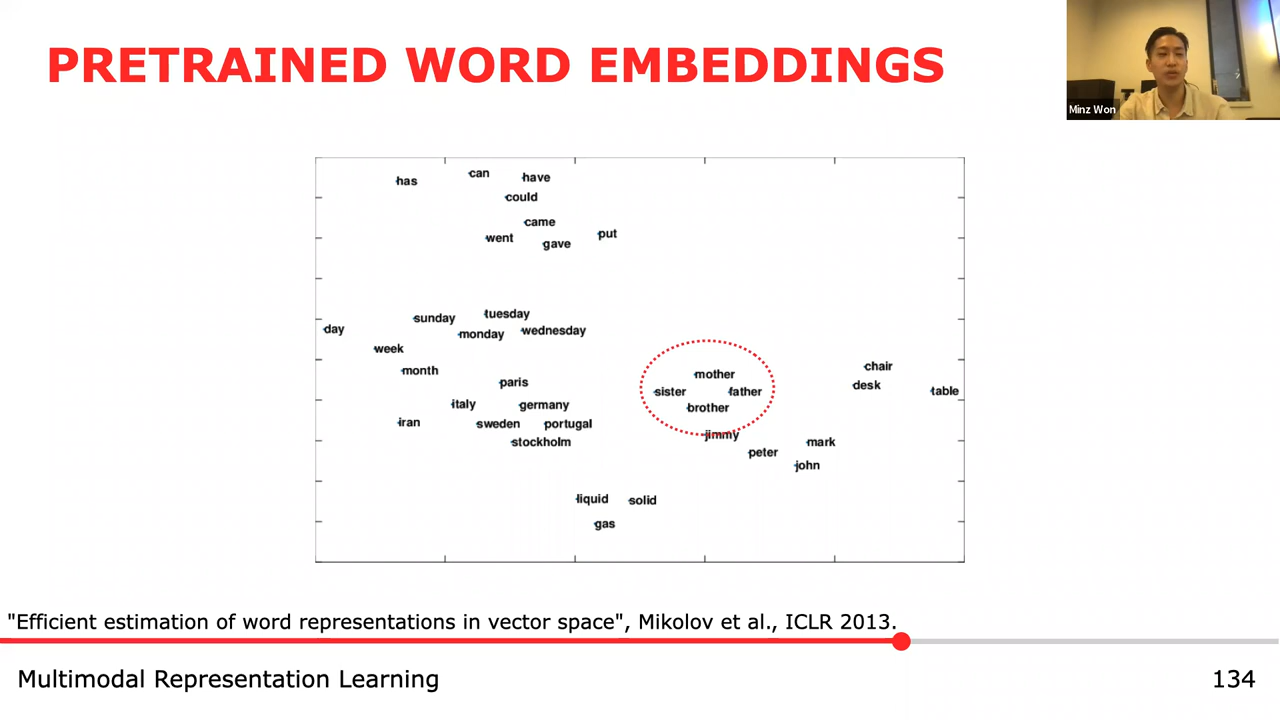 PRETRAINED WORD EMBEDDINGS
Minz Won
has
can
have
could
came
went
gave
put
day
sunday
tuesday
monday
wednesday
week
month
paris
italy
germany
iran
sweden
portugal
stockholm
mother
sister
father
brother
jimmy
peter
mark
john
chair
desk
table
liquid
solid
gas
"Efficient estimation of word representations in vector space", Mikolov et al., ICLR 2013.
Multimodal Representation Learning
134